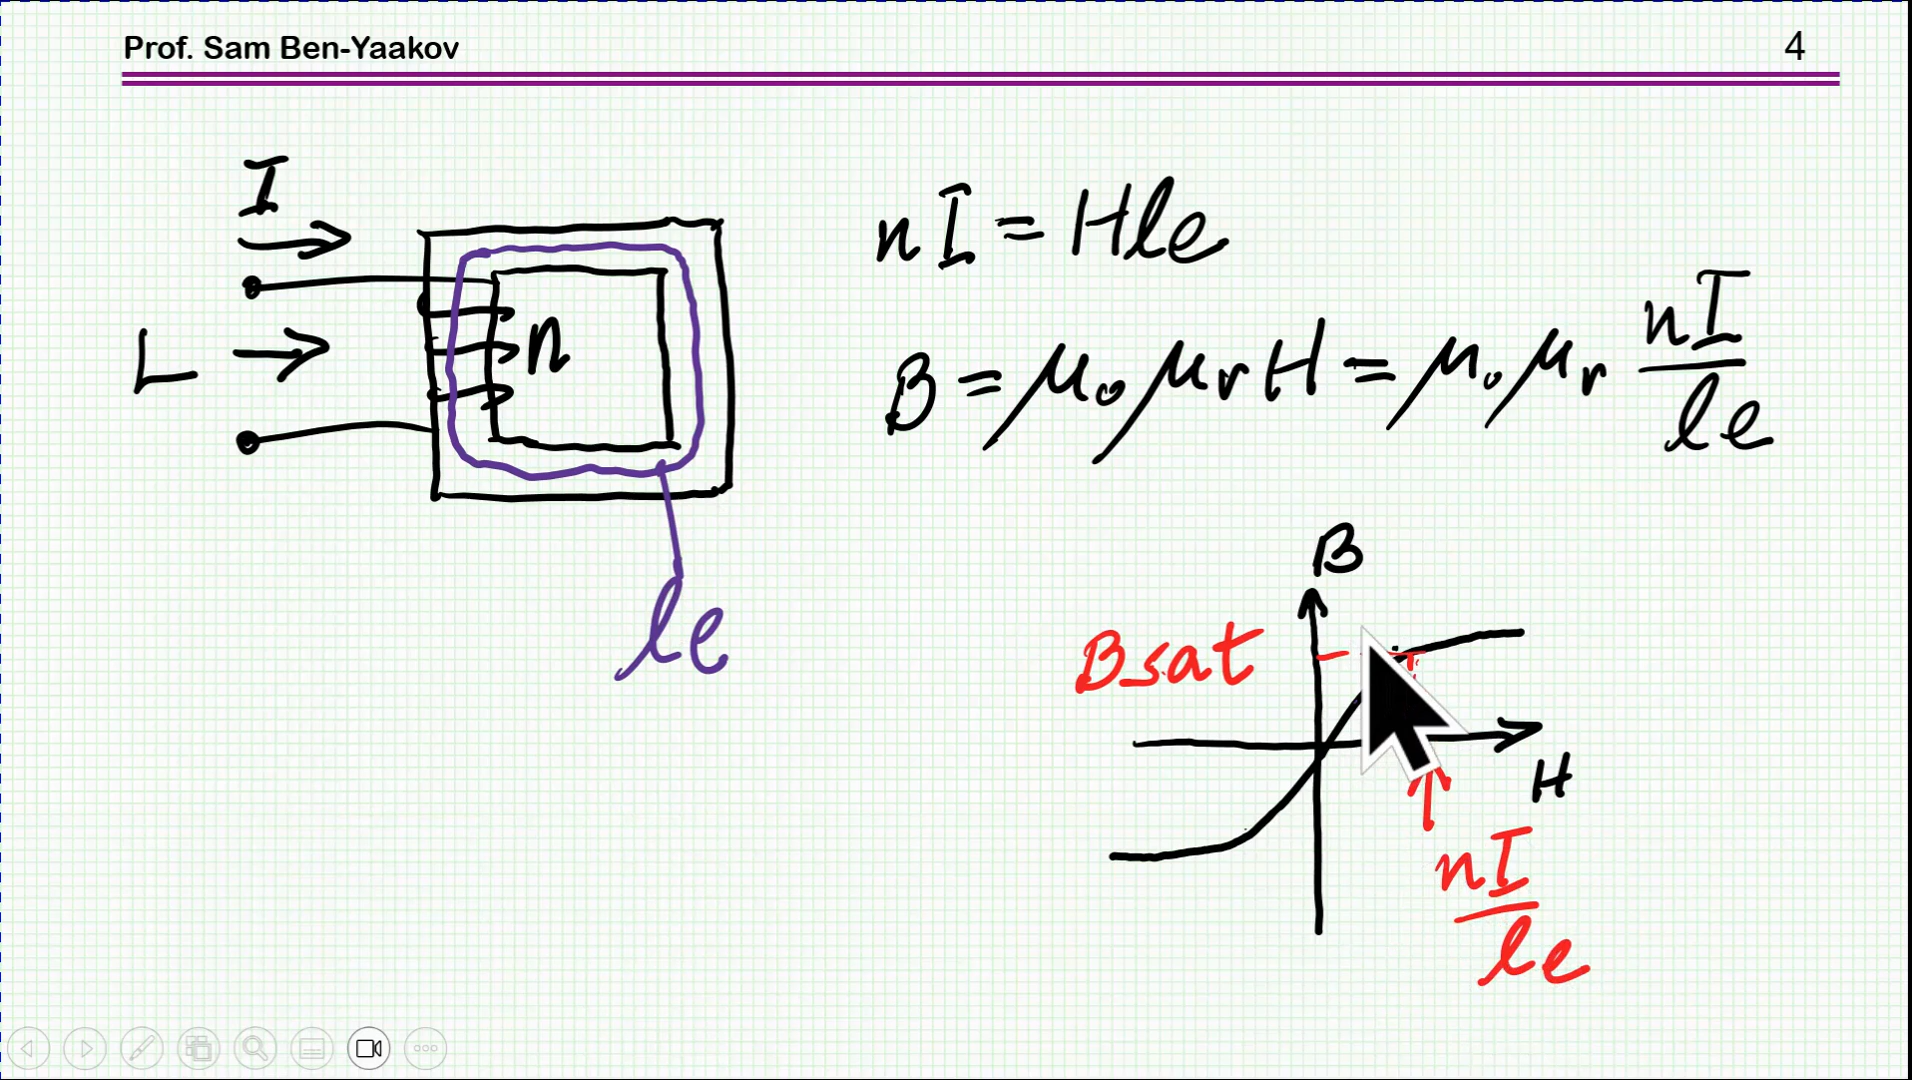 Prof. Sam Ben-Yaakov 4
I
L
n
le
nI = Hle
B = μ₀μᵣH = μ₀μᵣ nI/le
B
Bsat
H
nI/le